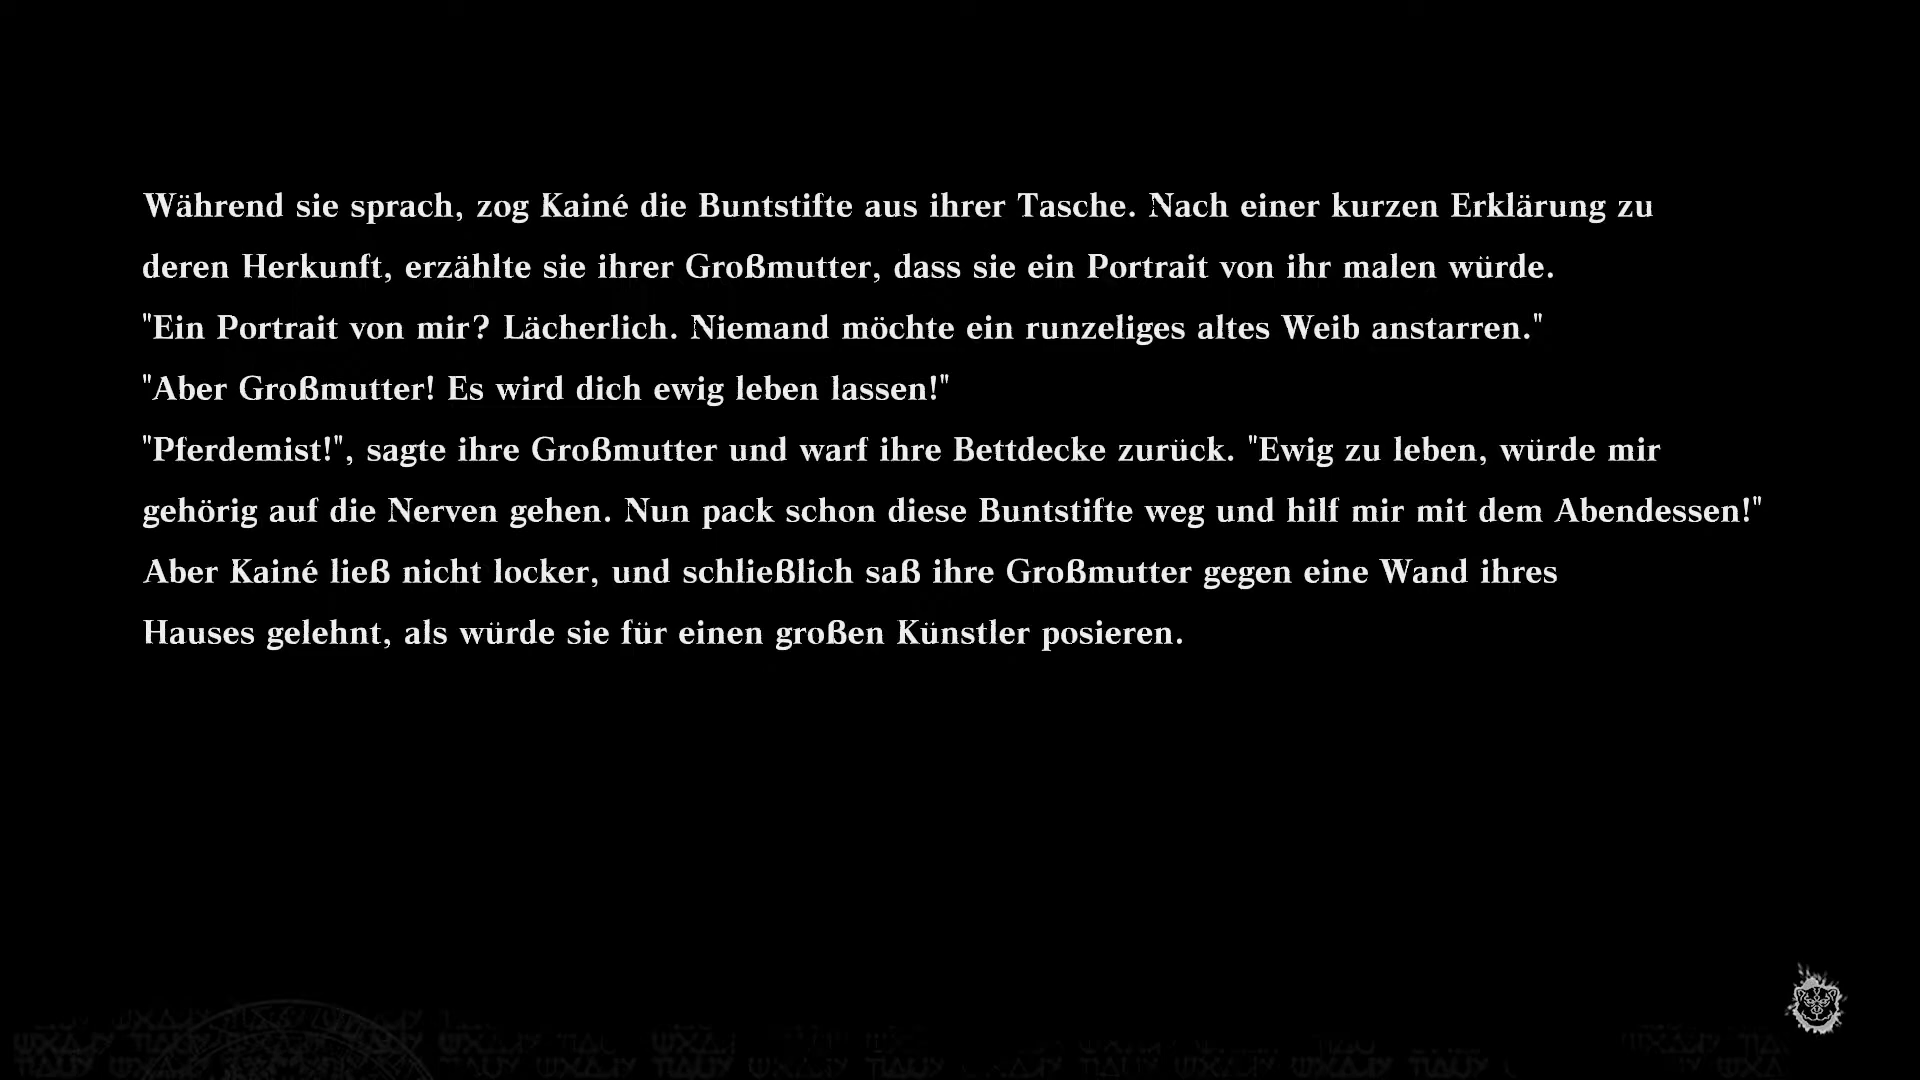 Während sie sprach, zog Kainé die Buntstifte aus ihrer Tasche. Nach einer kurzen Erklärung zu
deren Herkunft, erzählte sie ihrer Großmutter, dass sie ein Portrait von ihr malen würde.
"Ein Portrait von mir? Lächerlich. Niemand möchte ein runzeliges altes Weib anstarren."
"Aber Großmutter! Es wird dich ewig leben lassen!"
"Pferdemist!", sagte ihre Großmutter und warf ihre Bettdecke zurück. "Ewig zu leben, würde mir
gehörig auf die Nerven gehen. Nun pack schon diese Buntstifte weg und hilf mir mit dem Abendessen!"
Aber Kainé ließ nicht locker, und schließlich saß ihre Großmutter gegen eine Wand ihres
Hauses gelehnt, als würde sie für einen großen Künstler posieren.